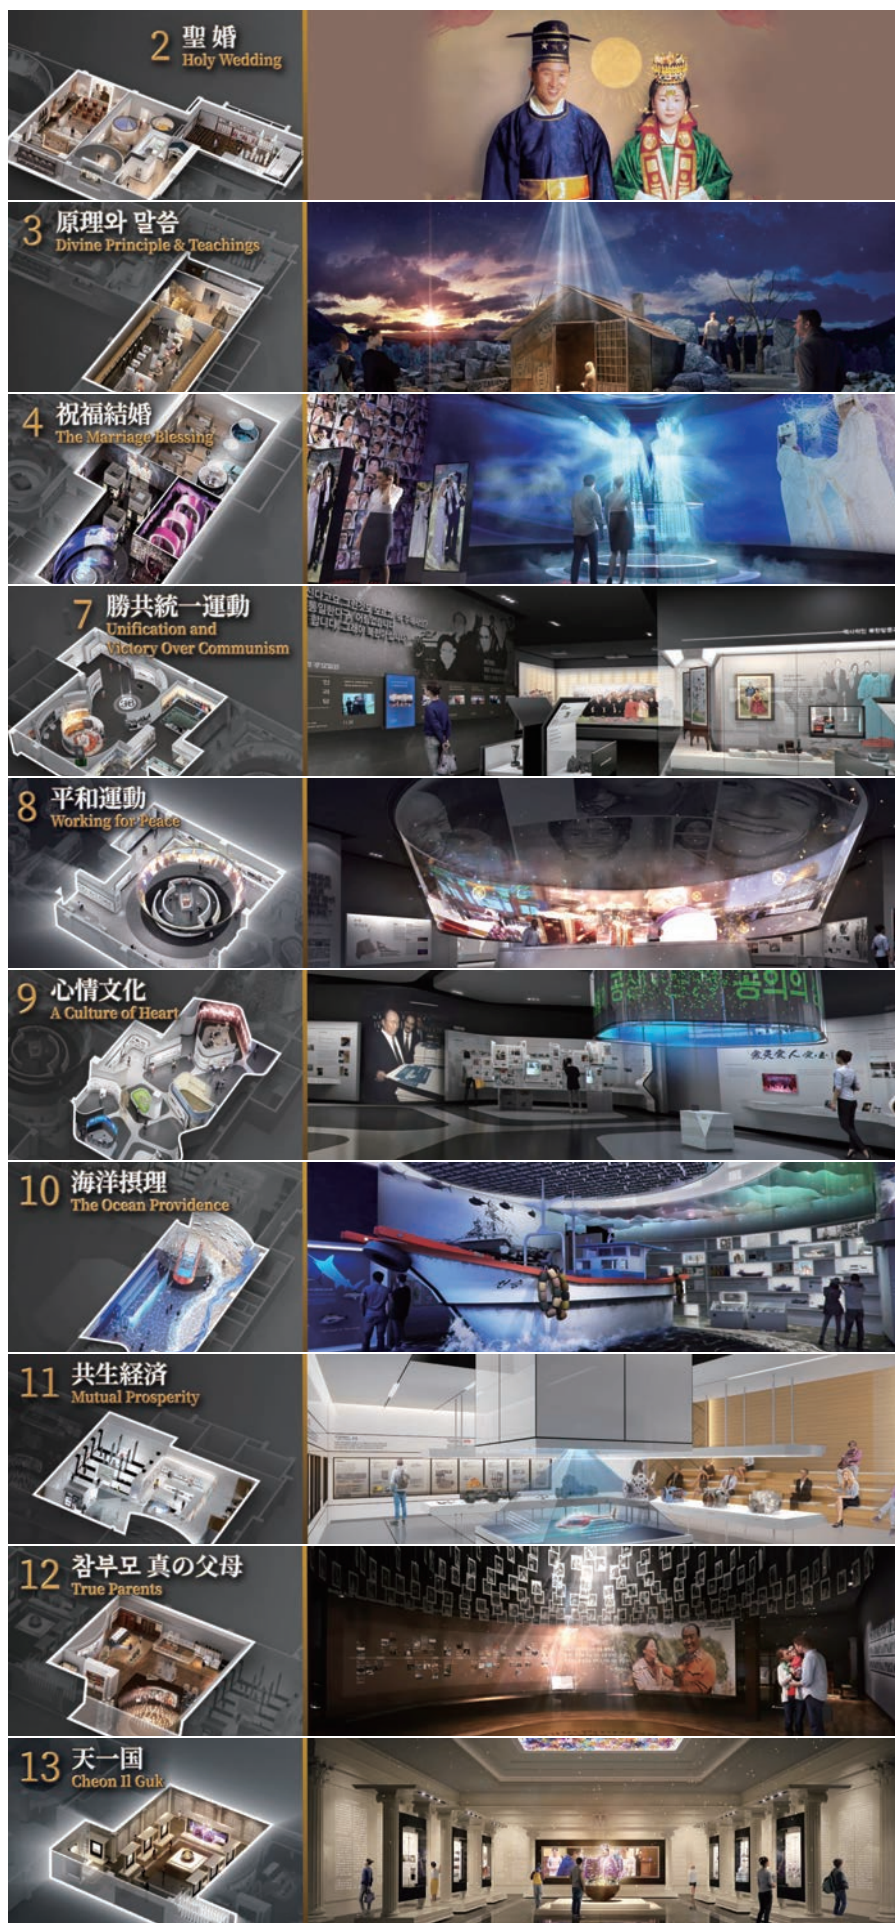 2 聖婚
Holy Wedding
3 原理와 말씀
Divine Principle & Teachings
4 祝福結婚
The Marriage Blessing
7 勝共統一運動
Unification and
Victory Over Communism
8 平和運動
Working for Peace
9 心情文化
A Culture of Heart
10 海洋摂理
The Ocean Providence
11 共生経済
Mutual Prosperity
12 참부모 真の父母
True Parents
13 天一国
Cheon Il Guk